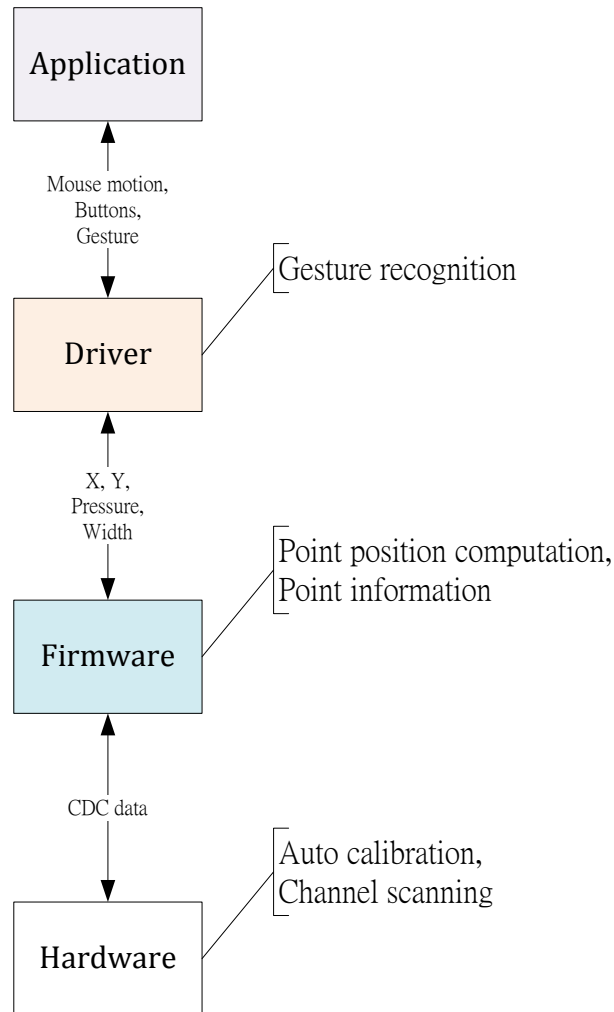 Application
Mouse motion,
Buttons,
Gesture
Gesture recognition
Driver
X, Y,
Pressure,
Width
Point position computation,
Point information
Firmware
CDC data
Auto calibration,
Channel scanning
Hardware